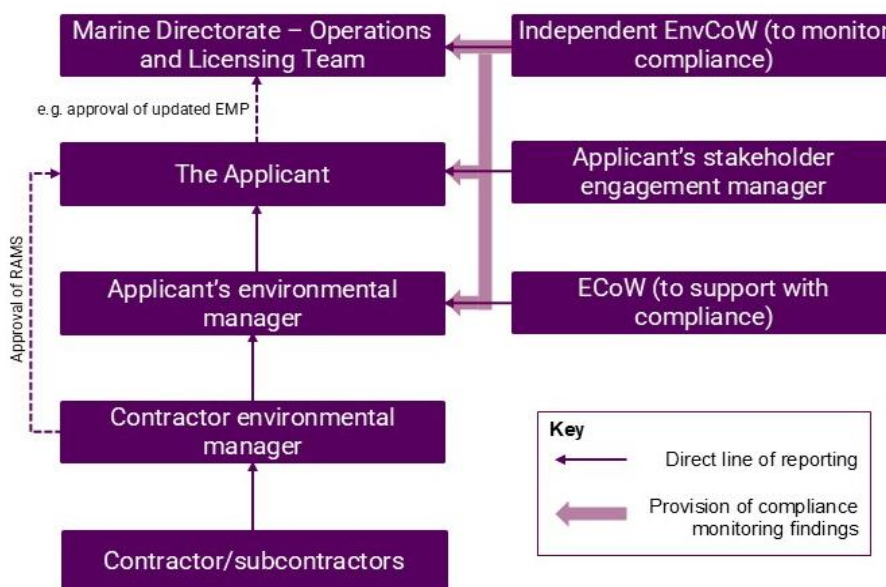 Marine Directorate – Operations
and Licensing Team
Independent EnvCoW (to monitor
compliance)
e.g. approval of updated EMP
The Applicant
Applicant's stakeholder
engagement manager
Approval of RAMS
Applicant's environmental
manager
ECoW (to support with
compliance)
Contractor environmental
manager
Contractor/subcontractors
Key
Direct line of reporting
Provision of compliance
monitoring findings